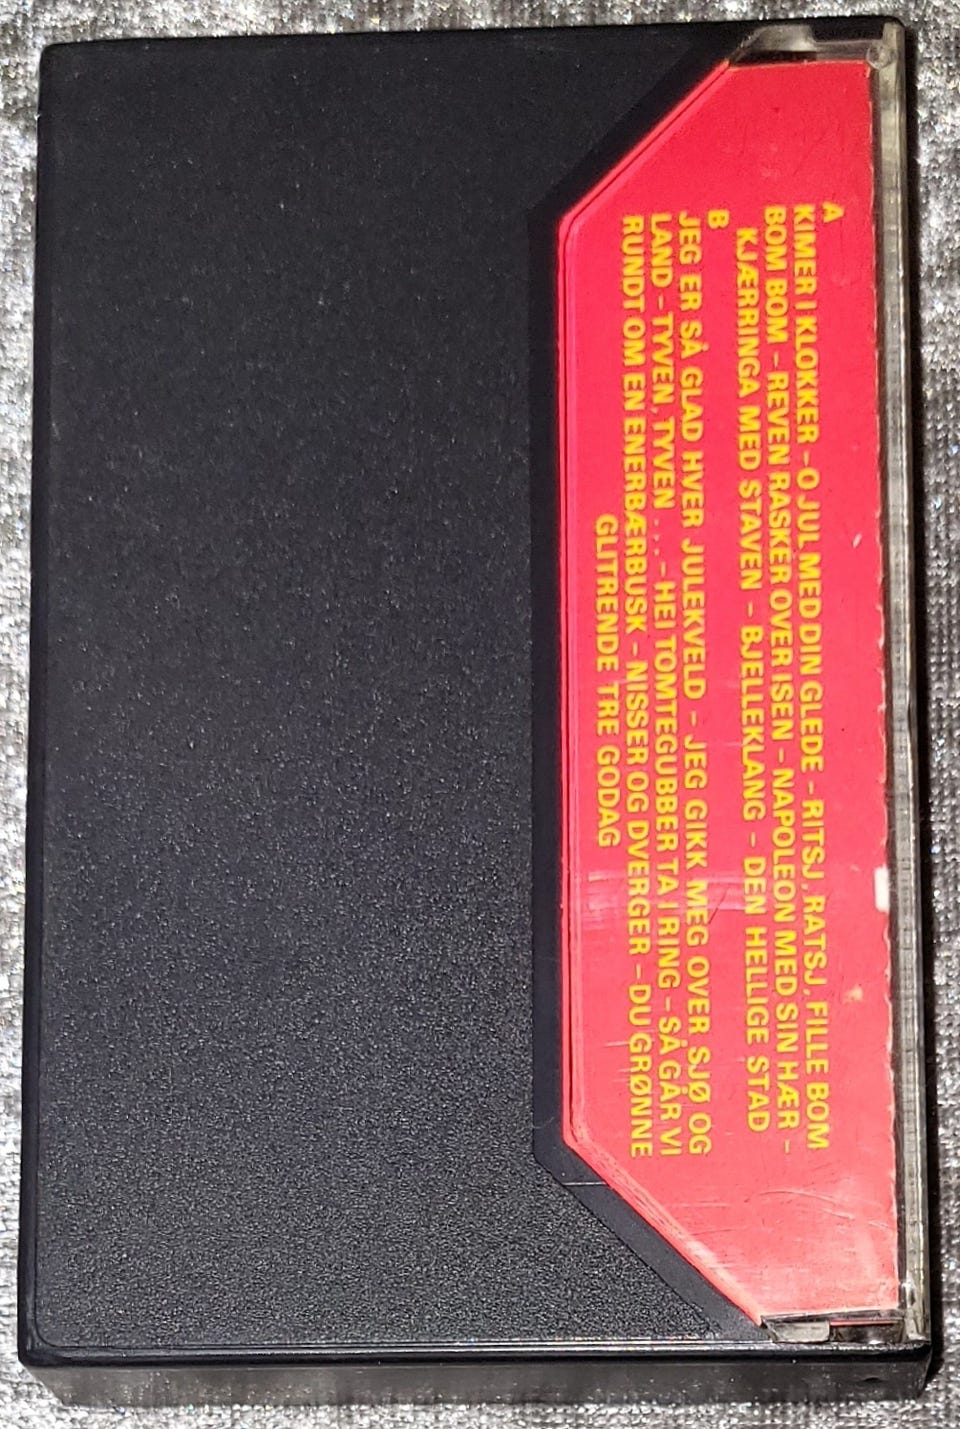 A
KIMER I KLOKKER – O JUL MED DIN GLEDE – RITSJ, RATSJ, FILLE BOM
BOM BOM – REVEN RASKER OVER ISEN – NAPOLEON MED SIN HÆR –
KJÆRRINGA MED STAVEN – BJELLEKLANG – DEN HELLIGE STAD
B
JEG ER SÅ GLAD HVER JULEKVELD – JEG GIKK MEG OVER SJØ OG
LAND – TYVEN, TYVEN . . . – HEI TOMTEGUBBER TA I RING – SÅ GÅR VI
RUNDT OM EN ENERBÆRBUSK – NISSER OG DVERGER – DU GRØNNE
GLITRENDE TRE GODAG